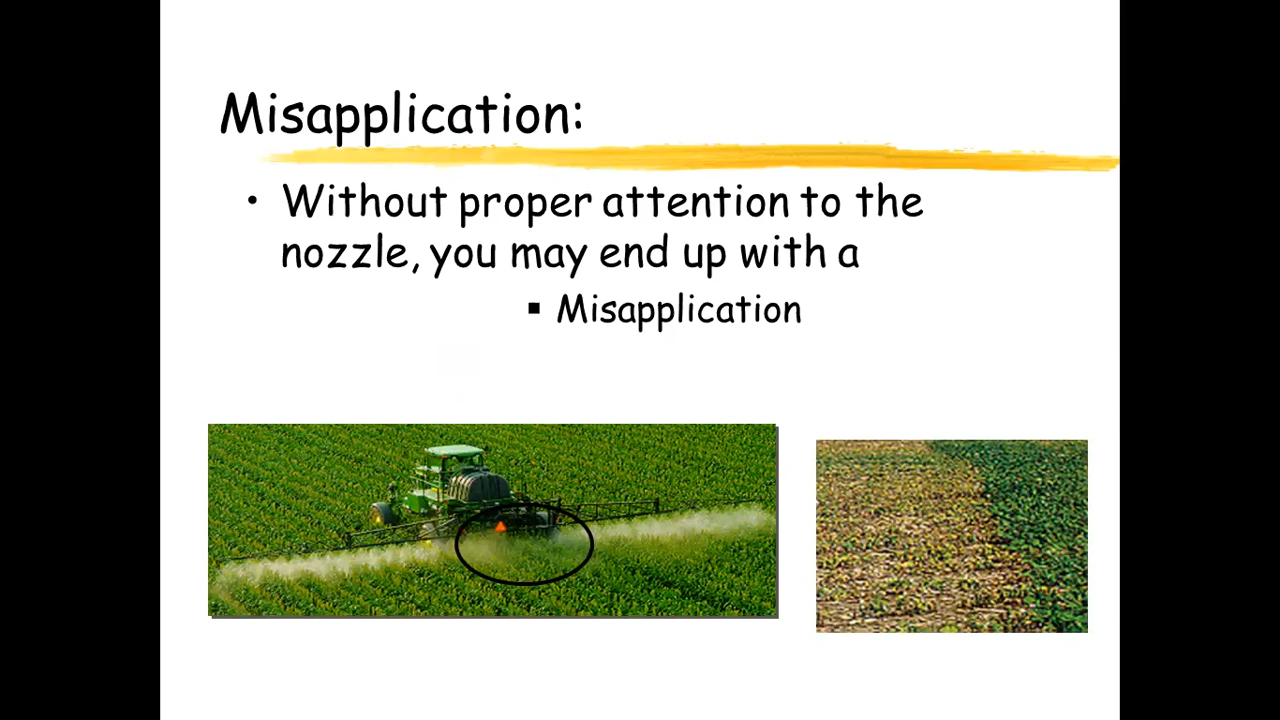 Misapplication:
• Without proper attention to the
nozzle, you may end up with a
▪ Misapplication